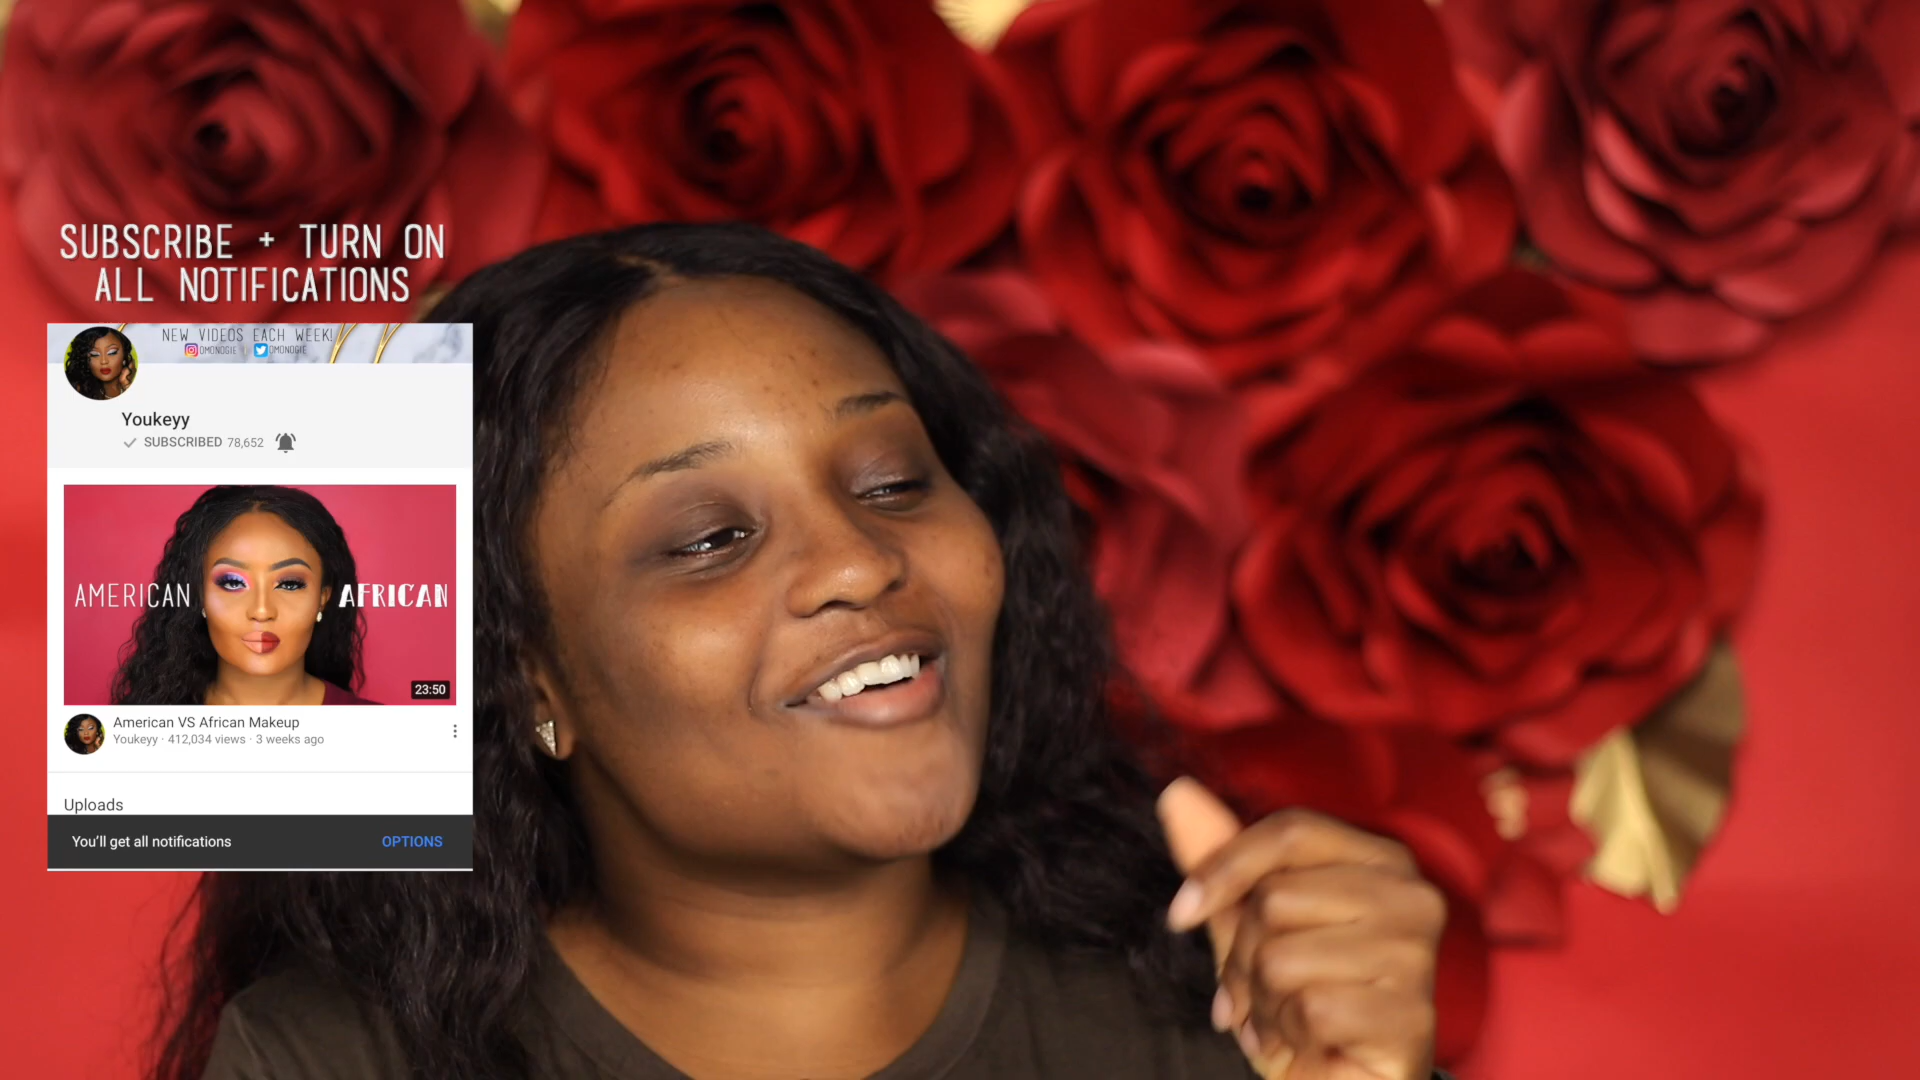 SUBSCRIBE + TURN ON
ALL NOTIFICATIONS
NEW VIDEOS EACH WEEK!
OMONOGIE | OMONOGIE
Youkeyy
SUBSCRIBED 78,652
AMERICAN AFRICAN
23:50
American VS African Makeup
Youkeyy · 412,034 views · 3 weeks ago
Uploads
You'll get all notifications OPTIONS